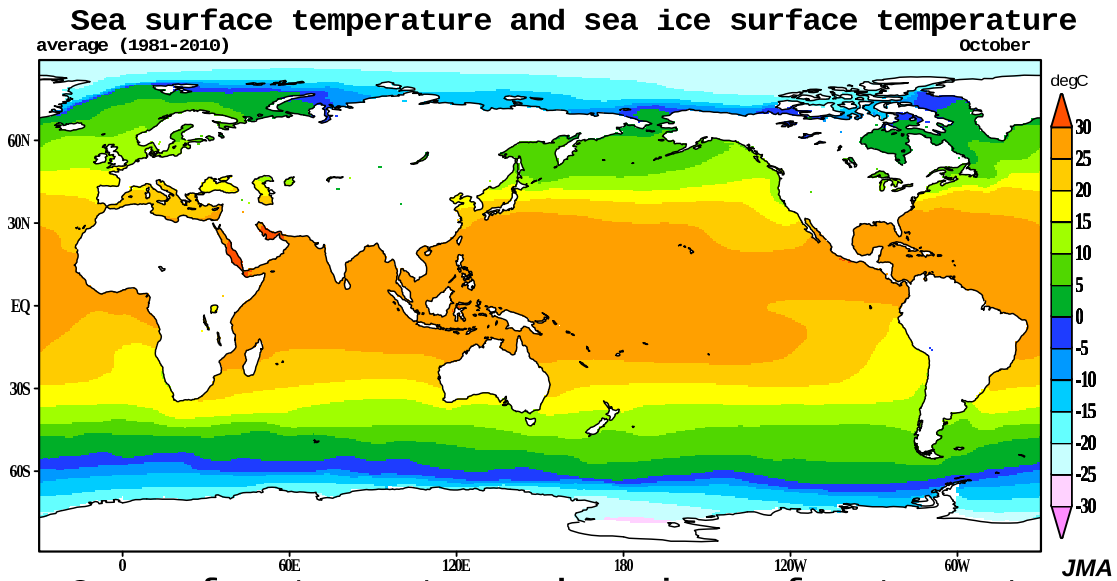 Sea surface temperature and sea ice surface temperature
average (1981-2010) October
degC
30
25
20
15
10
5
0
-5
-10
-15
-20
-25
-30
60N
30N
EQ
30S
60S
0 60E 120E 180 120W 60W
JMA